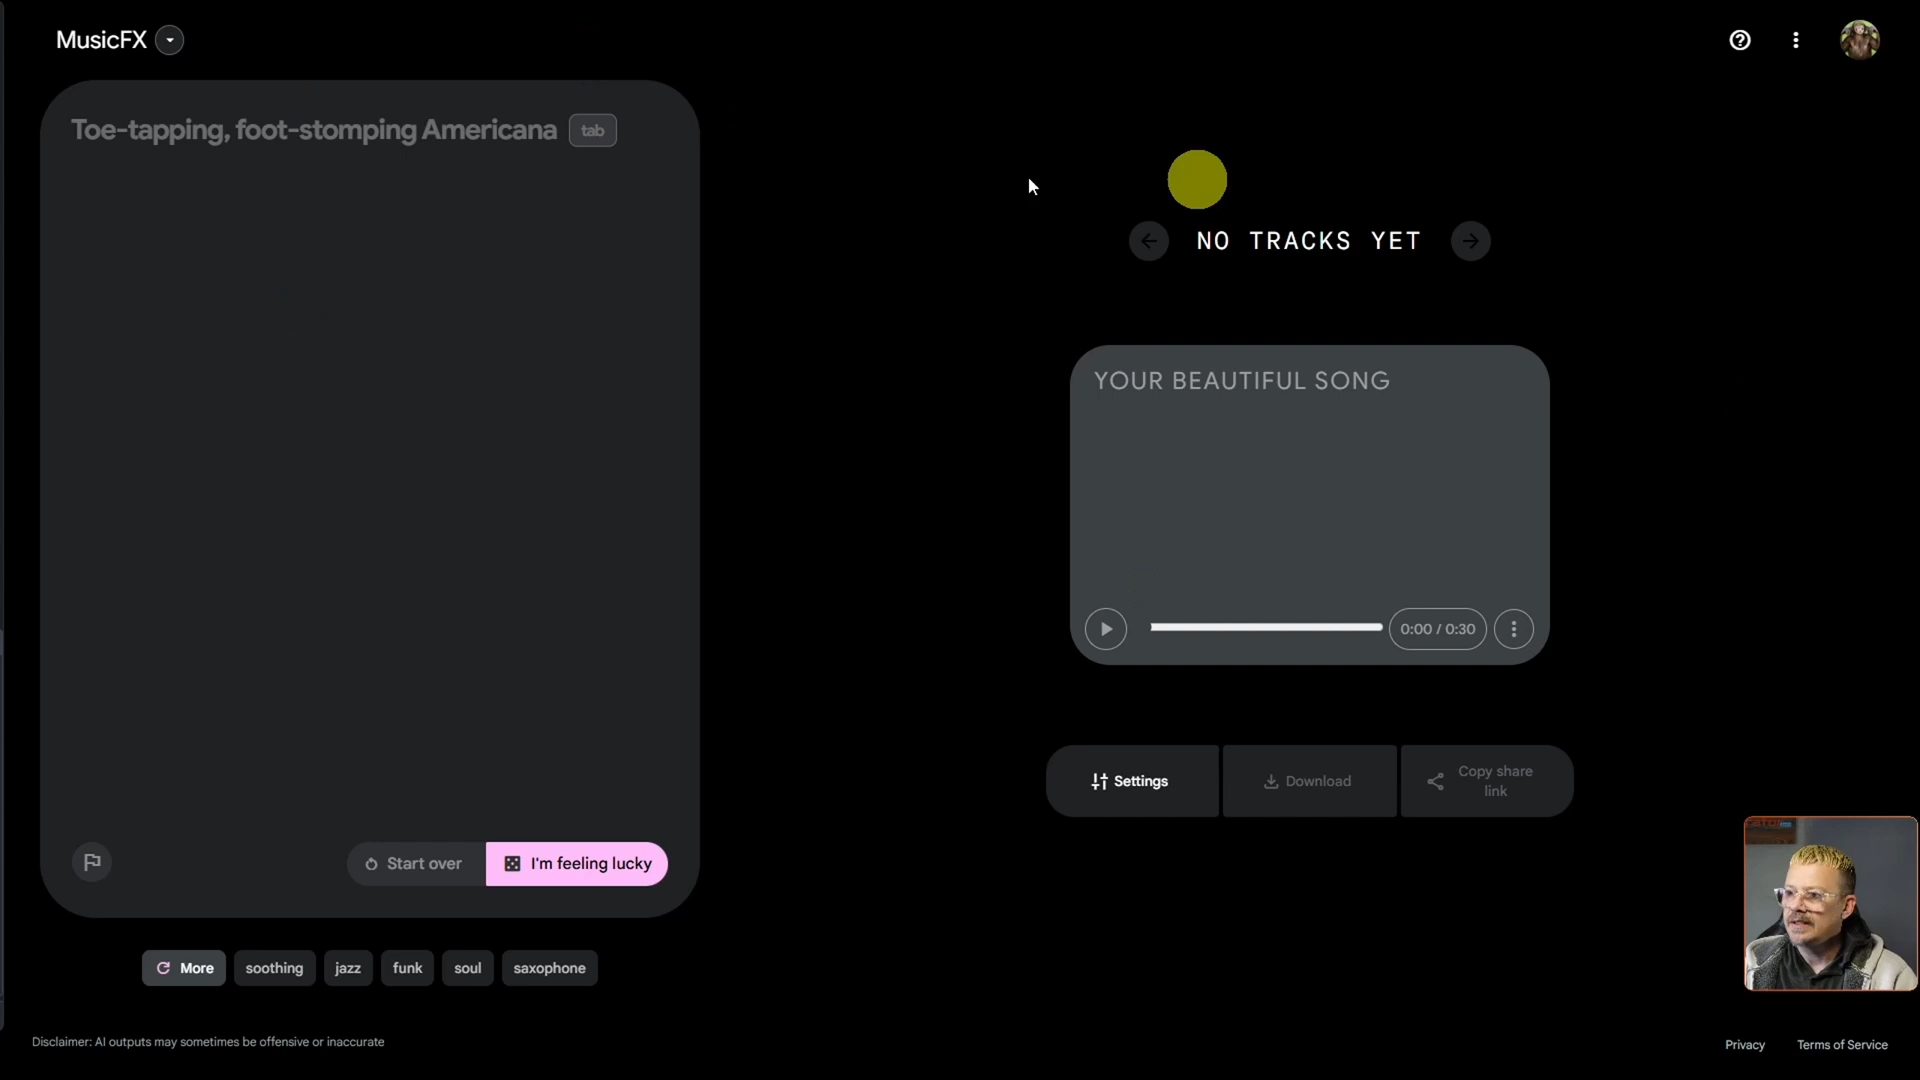 MusicFX
Toe-tapping, foot-stomping Americana tab
NO TRACKS YET
YOUR BEAUTIFUL SONG
0:00 / 0:30
Settings
Download
Copy share
link
Start over
I'm feeling lucky
More
soothing
jazz
funk
soul
saxophone
Disclaimer: AI outputs may sometimes be offensive or inaccurate
Privacy
Terms of Service